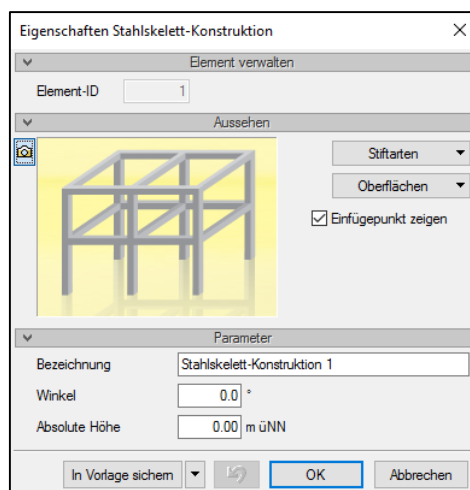 Eigenschaften Stahlskelett-Konstruktion
Element verwalten
Element-ID 1
Aussehen
Stiftarten
Oberflächen
Einfügepunkt zeigen
Parameter
Bezeichnung Stahlskelett-Konstruktion 1
Winkel 0.0 °
Absolute Höhe 0.00 m üNN
In Vorlage sichern OK Abbrechen